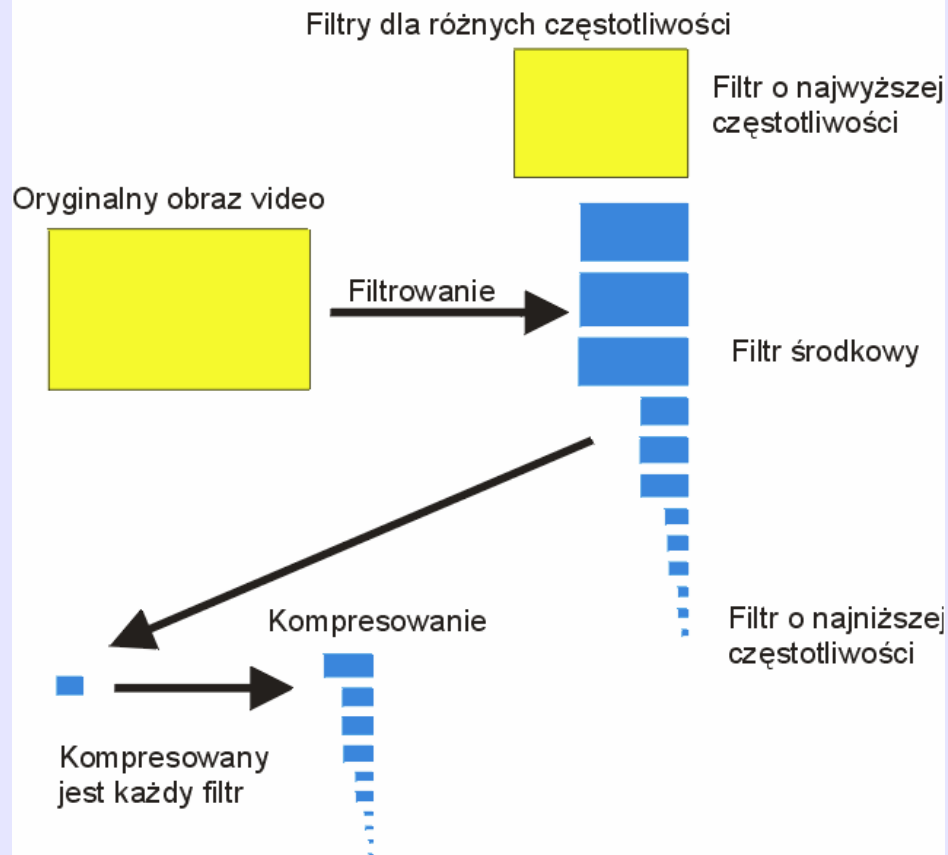 Filtry dla różnych częstotliwości
Filtr o najwyższej
częstotliwości
Oryginalny obraz video
Filtrowanie
Filtr środkowy
Kompresowanie
Filtr o najniższej
częstotliwości
Kompresowany
jest każdy filtr